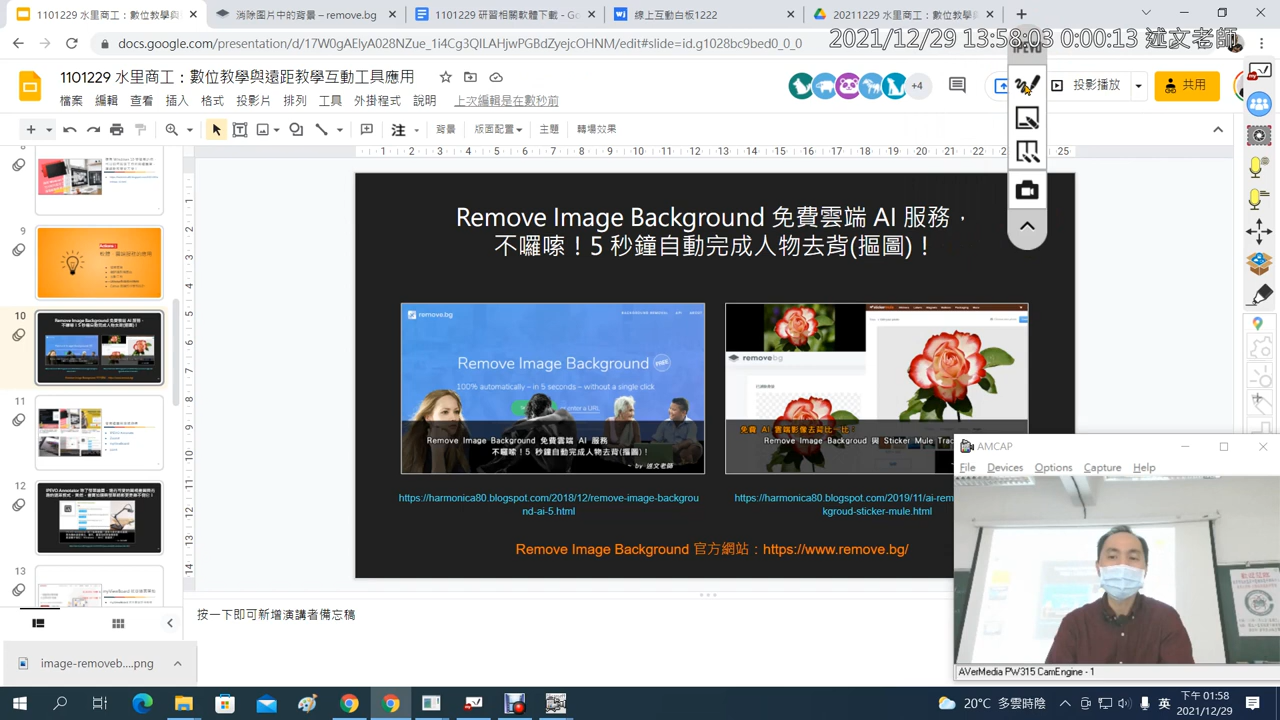 1101229 水里商工：數位教學與
消除圖片中的背景 – remove.bg
1101229 研習相關軟體下載 - Go
線上互動白板1222
20211229 水里商工：數位教學
docs.google.com/presentation/d/17W0gAEIyA028NZue_1i4Cg3QILAHjwPGBdZyejcOHNM/edit#slide=id.g1028bc9bed0_0_0
2021/12/29 13:58:03 0:00:13 述文老師
1101229 水里商工：數位教學與遠距教學互動工具應用
檔案 編輯 查看 插入 格式 投影片 排列 工具 外掛程式 說明 上次編輯是在數秒前
+4
投影播放
共用
背景 版面配置 主題 轉場效果
9
10
11
12
13
Remove Image Background 免費雲端 AI 服務，
不囉嗦！5 秒鐘自動完成人物去背(摳圖)！
remove.bg
Remove Image Background FREE
100% automatically – in 5 seconds – without a single click
Remove Image Background 免費雲端 AI 服務
不囉嗦！5 秒鐘自動完成人物去背(摳圖)！
~ by 述文老師
removebg
免費 AI 雲端影像去背比一比：
Remove Image Backgroud 與 Sticker Mule Trac
https://harmonica80.blogspot.com/2018/12/remove-image-backgrou
nd-ai-5.html
https://harmonica80.blogspot.com/2019/11/ai-rem
kgroud-sticker-mule.html
Remove Image Background 官方網站：https://www.remove.bg/
按一下即可新增演講者備忘稿
AMCAP
File Devices Options Capture Help
AVerMedia PW315 CamEngine - 1
image-removeb....png
20°C 多雲時晴
下午 01:58
2021/12/29